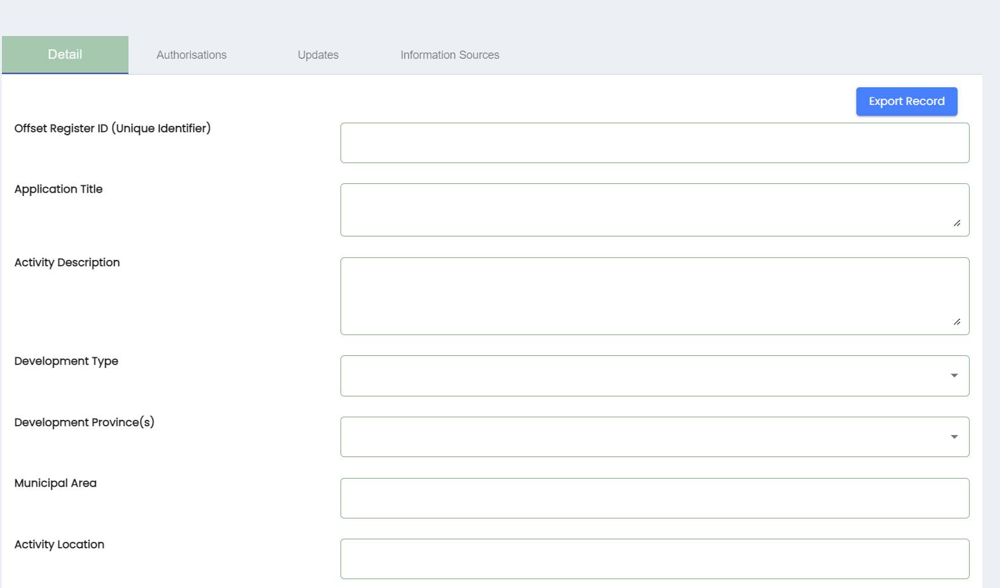 Detail
Authorisations
Updates
Information Sources
Export Record
Offset Register ID (Unique Identifier)
Application Title
Activity Description
Development Type
Development Province(s)
Municipal Area
Activity Location